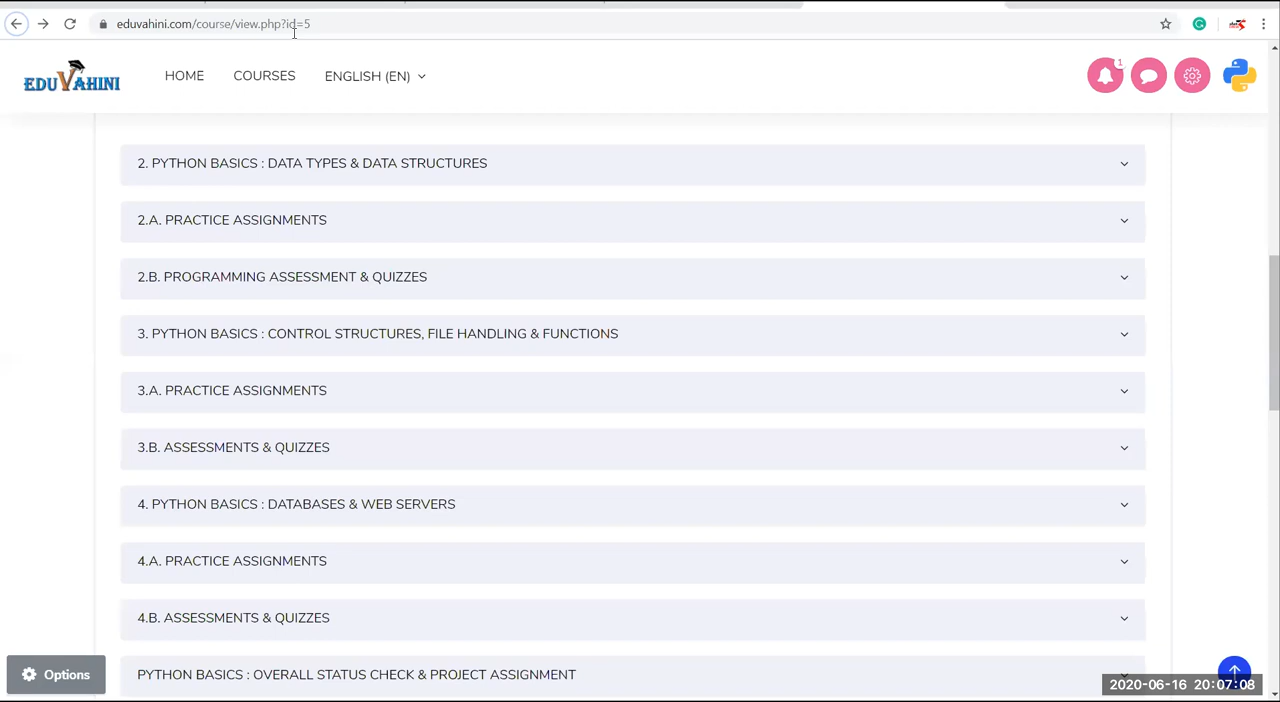 eduvahini.com/course/view.php?id=5
EDUVAHINI
HOME
COURSES
ENGLISH (EN)
1
2. PYTHON BASICS : DATA TYPES & DATA STRUCTURES
2.A. PRACTICE ASSIGNMENTS
2.B. PROGRAMMING ASSESSMENT & QUIZZES
3. PYTHON BASICS : CONTROL STRUCTURES, FILE HANDLING & FUNCTIONS
3.A. PRACTICE ASSIGNMENTS
3.B. ASSESSMENTS & QUIZZES
4. PYTHON BASICS : DATABASES & WEB SERVERS
4.A. PRACTICE ASSIGNMENTS
4.B. ASSESSMENTS & QUIZZES
PYTHON BASICS : OVERALL STATUS CHECK & PROJECT ASSIGNMENT
Options
2020-06-16 20:07:08